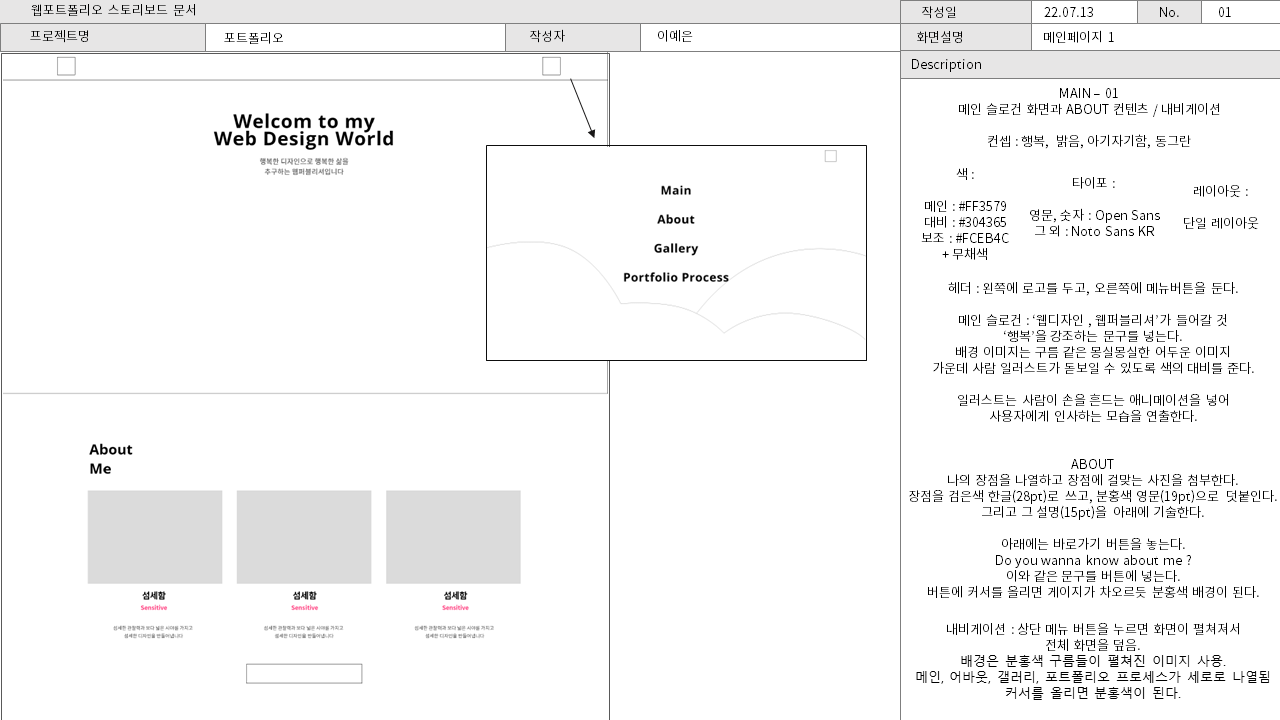 웹포트폴리오 스토리보드 문서
작성일 22.07.13 No. 01
프로젝트명 포트폴리오 작성자 이예은
화면설명 메인페이지 1
Welcom to my
Web Design World
행복한 디자인으로 행복한 삶을
추구하는 웹퍼블리셔입니다
Main
About
Gallery
Portfolio Process
About
Me
섬세함 섬세함 섬세함
Sensitive Sensitive Sensitive
섬세한 관찰력과 보다 넓은 시야를 가지고 섬세한 관찰력과 보다 넓은 시야를 가지고 섬세한 관찰력과 보다 넓은 시야를 가지고
섬세한 디자인을 만들어냅니다 섬세한 디자인을 만들어냅니다 섬세한 디자인을 만들어냅니다
Description
MAIN – 01
메인 슬로건 화면과 ABOUT 컨텐츠 / 내비게이션
컨셉 : 행복, 밝음, 아기자기함, 동그란
색 :
메인 : #FF3579
대비 : #304365
보조 : #FCEB4C
+ 무채색
타이포 :
영문, 숫자 : Open Sans
그 외 : Noto Sans KR
레이아웃 :
단일 레이아웃
헤더 : 왼쪽에 로고를 두고, 오른쪽에 메뉴버튼을 둔다.
메인 슬로건 : ‘웹디자인 , 웹퍼블리셔’가 들어갈 것
‘행복’을 강조하는 문구를 넣는다.
배경 이미지는 구름 같은 몽실몽실한 어두운 이미지
가운데 사람 일러스트가 돋보일 수 있도록 색의 대비를 준다.
일러스트는 사람이 손을 흔드는 애니메이션을 넣어
사용자에게 인사하는 모습을 연출한다.
ABOUT
나의 장점을 나열하고 장점에 걸맞는 사진을 첨부한다.
장점을 검은색 한글(28pt)로 쓰고, 분홍색 영문(19pt)으로 덧붙인다.
그리고 그 설명(15pt)을 아래에 기술한다.
아래에는 바로가기 버튼을 놓는다.
Do you wanna know about me ?
이와 같은 문구를 버튼에 넣는다.
버튼에 커서를 올리면 게이지가 차오르듯 분홍색 배경이 된다.
내비게이션 : 상단 메뉴 버튼을 누르면 화면이 펼쳐져서
전체 화면을 덮음.
배경은 분홍색 구름들이 펼쳐진 이미지 사용.
메인, 어바웃, 갤러리, 포트폴리오 프로세스가 세로로 나열됨
커서를 올리면 분홍색이 된다.